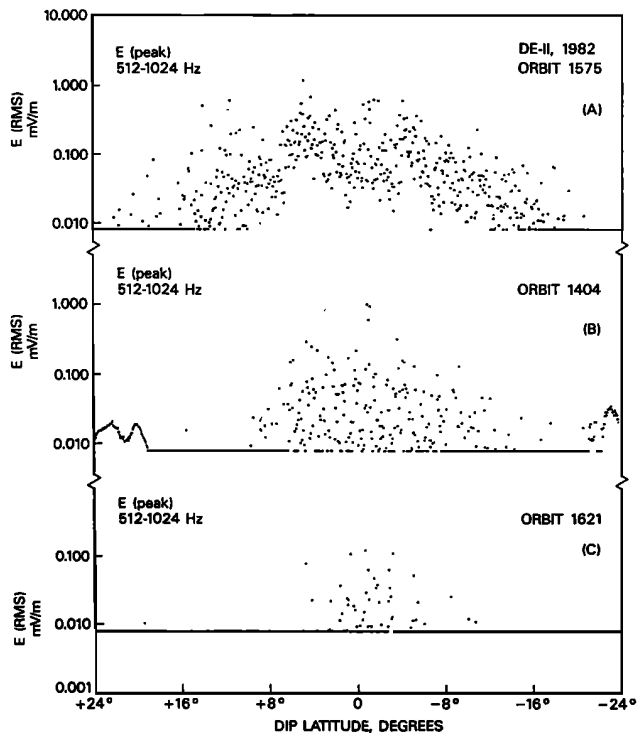 10.000
E (peak)
512-1024 Hz
DE-II, 1982
ORBIT 1575
(A)
1.000
E (RMS)
mV/m
0.100
0.010
E (peak)
512-1024 Hz
ORBIT 1404
(B)
1.000
E (RMS)
mV/m
0.100
0.010
E (peak)
512-1024 Hz
ORBIT 1621
(C)
0.100
E (RMS)
mV/m
0.010
0.001
+24° +16° +8° 0 -8° -16° -24°
DIP LATITUDE, DEGREES